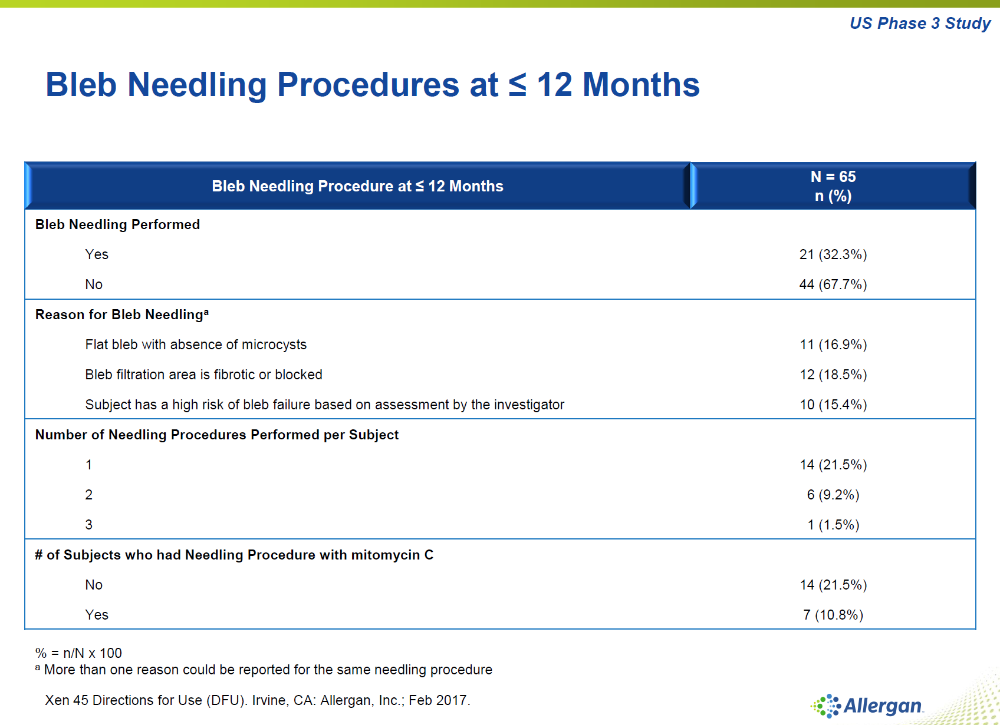 US Phase 3 Study
Bleb Needling Procedures at ≤ 12 Months
Bleb Needling Procedure at ≤ 12 Months
N = 65
n (%)
Bleb Needling Performed
Yes 21 (32.3%)
No 44 (67.7%)
Reason for Bleb Needlingᵃ
Flat bleb with absence of microcysts 11 (16.9%)
Bleb filtration area is fibrotic or blocked 12 (18.5%)
Subject has a high risk of bleb failure based on assessment by the investigator 10 (15.4%)
Number of Needling Procedures Performed per Subject
1 14 (21.5%)
2 6 (9.2%)
3 1 (1.5%)
# of Subjects who had Needling Procedure with mitomycin C
No 14 (21.5%)
Yes 7 (10.8%)
% = n/N x 100
ᵃ More than one reason could be reported for the same needling procedure
Xen 45 Directions for Use (DFU). Irvine, CA: Allergan, Inc.; Feb 2017.
Allergan